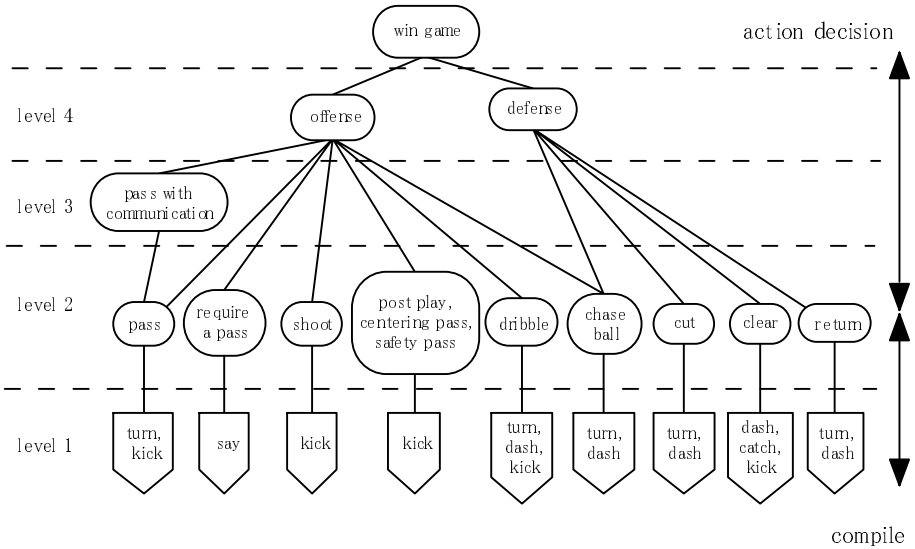 win game
action decision
level 4
offense
defense
level 3
pass with
communication
level 2
pass
require
a pass
shoot
post play,
centering pass,
safety pass
dribble
chase
ball
cut
clear
return
level 1
turn,
kick
say
kick
kick
turn,
dash,
kick
turn,
dash
turn,
dash
dash,
catch,
kick
turn,
dash
compile